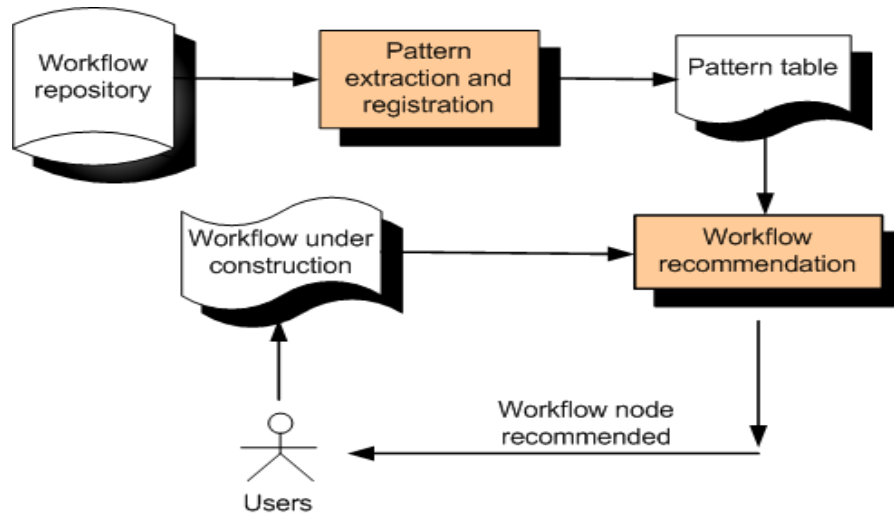 Workflow
repository
Pattern
extraction and
registration
Pattern table
Workflow under
construction
Workflow
recommendation
Workflow node
recommended
Users